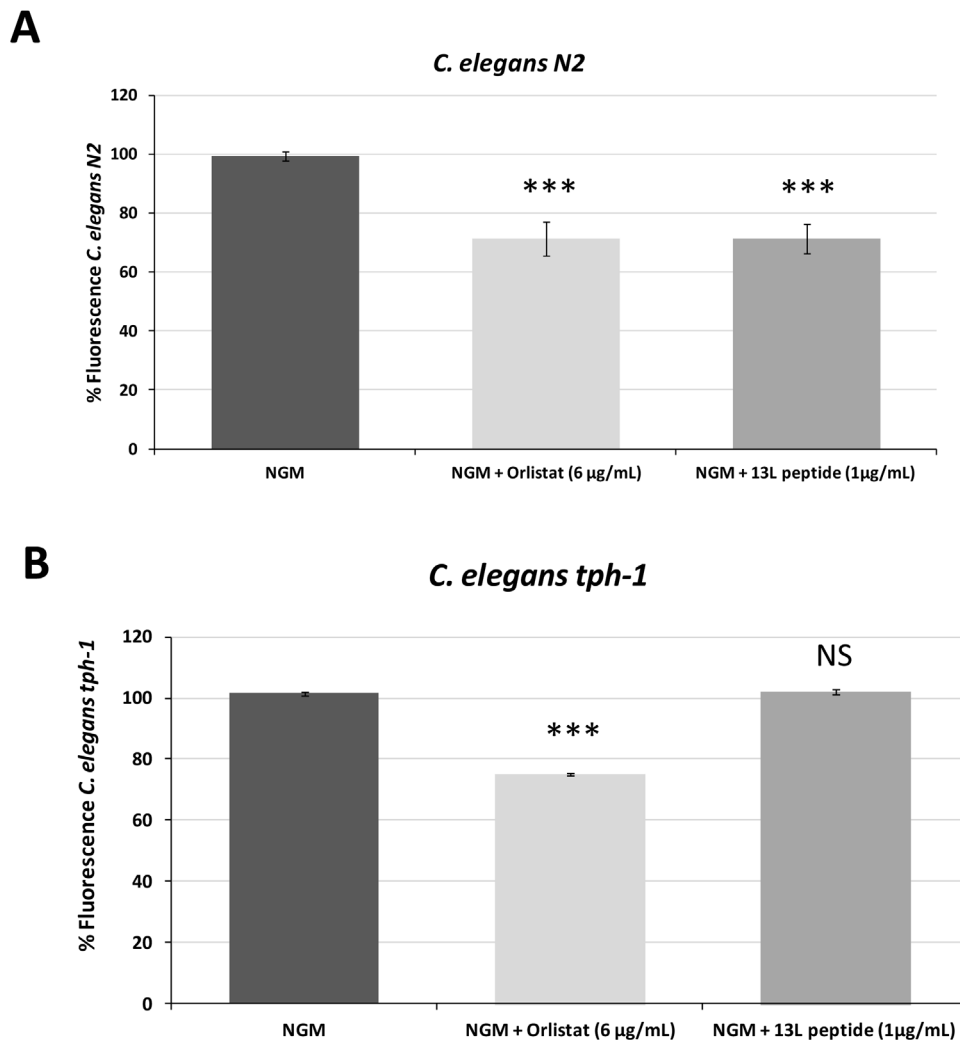 A
C. elegans N2
% Fluorescence C. elegans N2
120
100
80
60
40
20
0
***
***
NGM
NGM + Orlistat (6 µg/mL)
NGM + 13L peptide (1µg/mL)
B
C. elegans tph-1
% Fluorescence C. elegans tph-1
120
100
80
60
40
20
0
***
NS
NGM
NGM + Orlistat (6 µg/mL)
NGM + 13L peptide (1µg/mL)